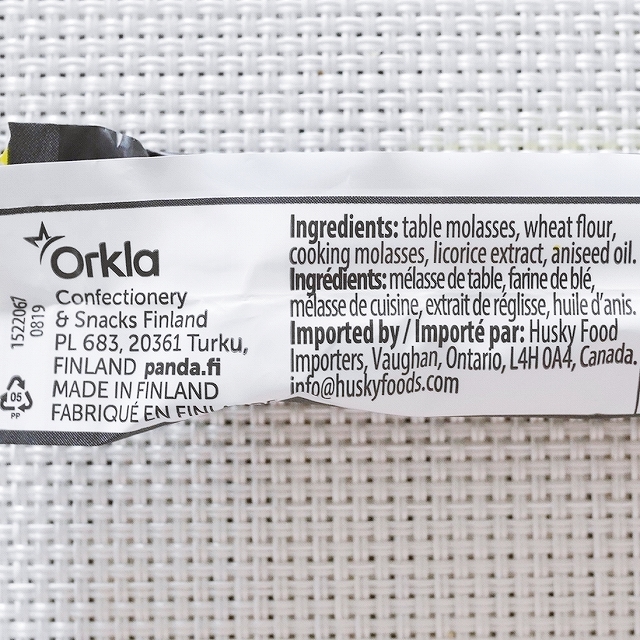 Orkla
Confectionery
& Snacks Finland
PL 683, 20361 Turku,
FINLAND panda.fi
MADE IN FINLAND
FABRIQUÉ EN
1522067
0819
05
PP
Ingredients: table molasses, wheat flour,
cooking molasses, licorice extract, aniseed oil.
Ingrédients: mélasse de table, farine de blé,
mélasse de cuisine, extrait de réglisse, huile d'anis.
Imported by / Importé par: Husky Food
Importers, Vaughan, Ontario, L4H 0A4, Canada.
info@huskyfoods.com